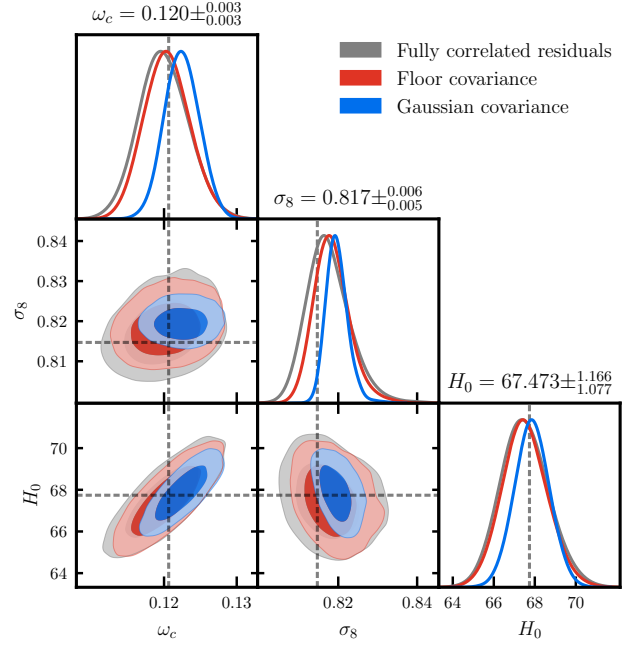 ω_c = 0.120±^{0.003}_{0.003}
Fully correlated residuals
Floor covariance
Gaussian covariance
σ_8 = 0.817±^{0.006}_{0.005}
0.84
0.83
0.82
0.81
σ_8
H_0 = 67.473±^{1.166}_{1.077}
70
68
66
64
H_0
0.12 0.13
0.82 0.84
64 66 68 70
ω_c
σ_8
H_0